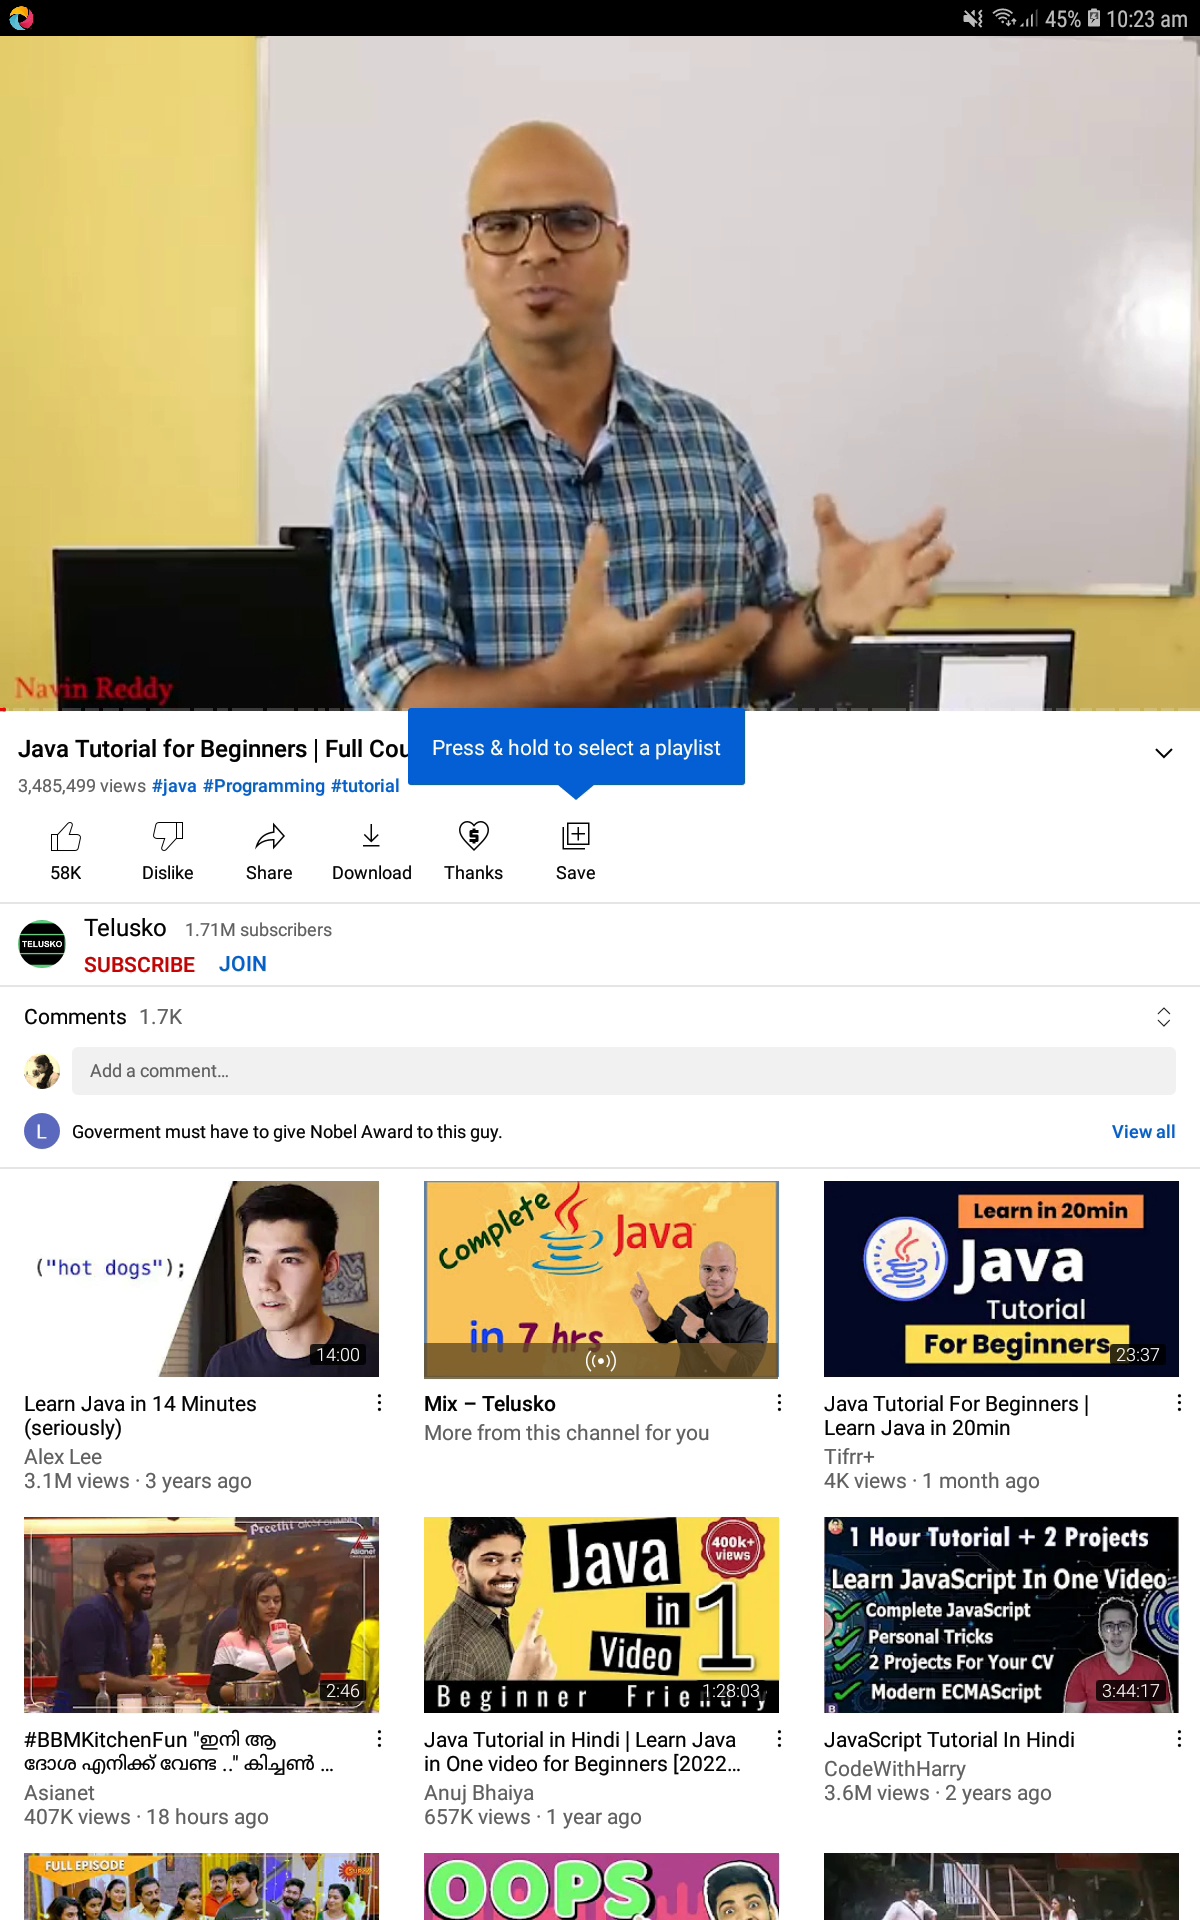 45% 10:23 am
Navin Reddy
Java Tutorial for Beginners | Full Cou
Press & hold to select a playlist
3,485,499 views #java #Programming #tutorial
58K Dislike Share Download Thanks Save
TELUSKO
Telusko 1.71M subscribers
SUBSCRIBE JOIN
Comments 1.7K
Add a comment...
L Goverment must have to give Nobel Award to this guy. View all
("hot dogs");
14:00
Learn Java in 14 Minutes
(seriously)
Alex Lee
3.1M views · 3 years ago
Complete
Java
in 7 hrs
Mix – Telusko
More from this channel for you
Learn in 20min
Java
Tutorial
For Beginners
23:37
Java Tutorial For Beginners |
Learn Java in 20min
Tifrr+
4K views · 1 month ago
Preethi
Asianet
2:46
#BBMKitchenFun "ഇനി ആ
ദോശ എനിക്ക് വേണ്ട .." കിച്ചൺ ...
Asianet
407K views · 18 hours ago
Java
400k+
views
in 1
Video
Beginner
1:28:03
Java Tutorial in Hindi | Learn Java
in One video for Beginners [2022...
Anuj Bhaiya
657K views · 1 year ago
1 Hour Tutorial + 2 Projects
Learn JavaScript In One Video
Complete JavaScript
Personal Tricks
2 Projects For Your CV
Modern ECMAScript
3:44:17
JavaScript Tutorial In Hindi
CodeWithHarry
3.6M views · 2 years ago
FULL EPISODE
OOPS